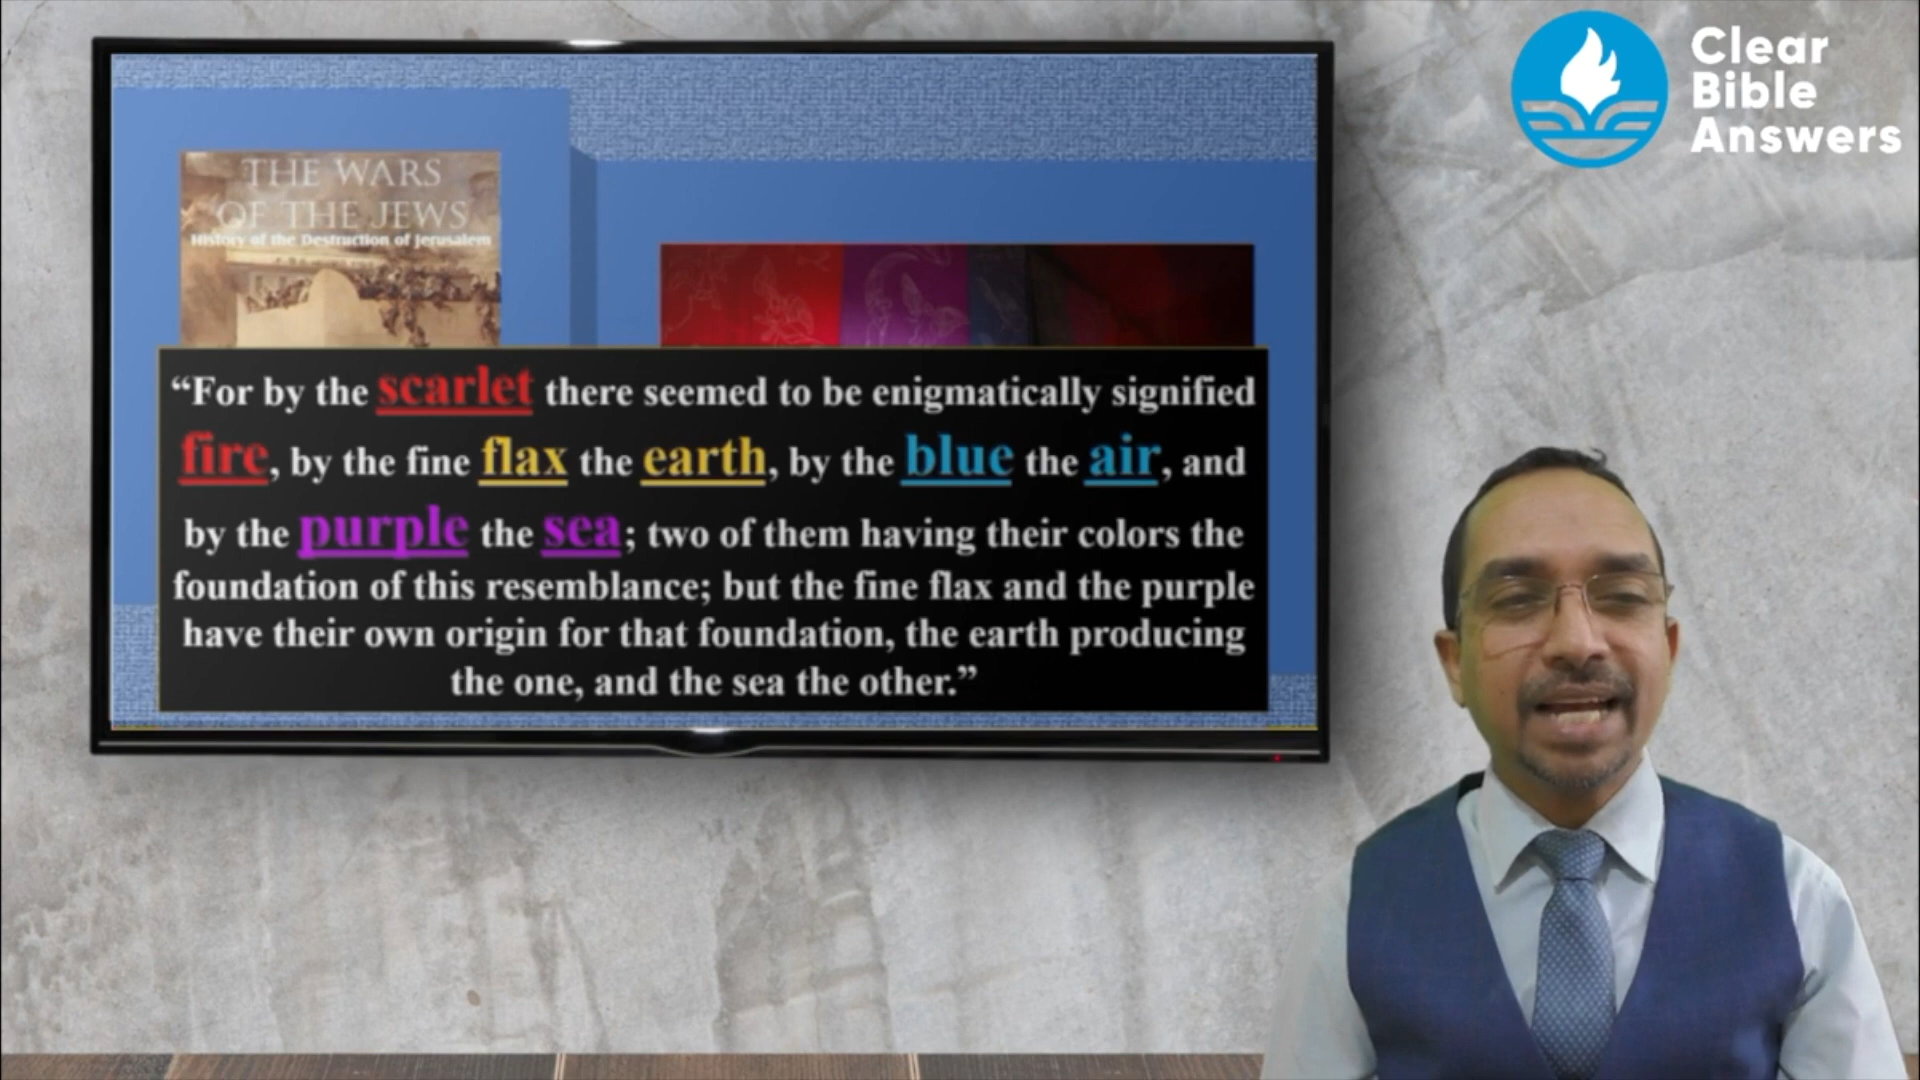 Clear
Bible
Answers
THE WARS
OF THE JEWS
History of the Destruction of Jerusalem
“For by the scarlet there seemed to be enigmatically signified
fire, by the fine flax the earth, by the blue the air, and
by the purple the sea; two of them having their colors the
foundation of this resemblance; but the fine flax and the purple
have their own origin for that foundation, the earth producing
the one, and the sea the other.”